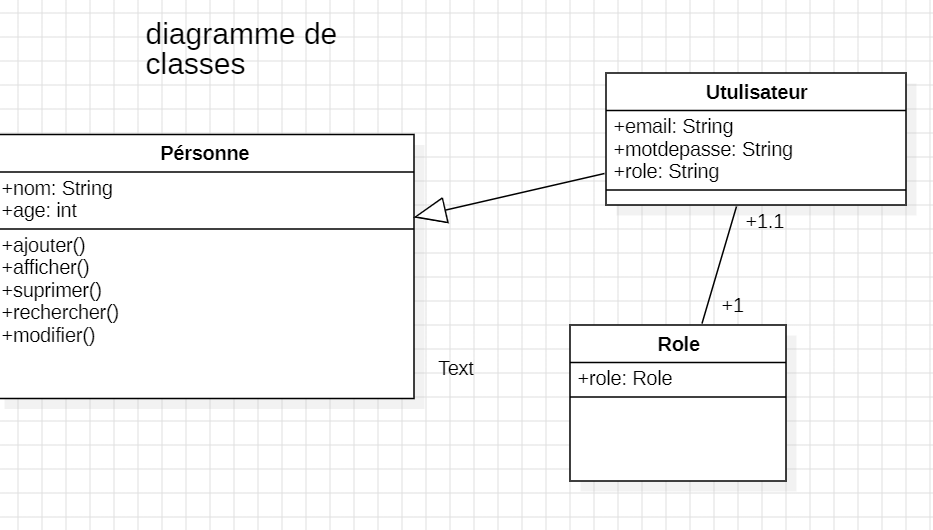 diagramme de
classes
Pérsonne
+nom: String
+age: int
+ajouter()
+afficher()
+suprimer()
+rechercher()
+modifier()
Utulisateur
+email: String
+motdepasse: String
+role: String
+1.1
+1
Text
Role
+role: Role